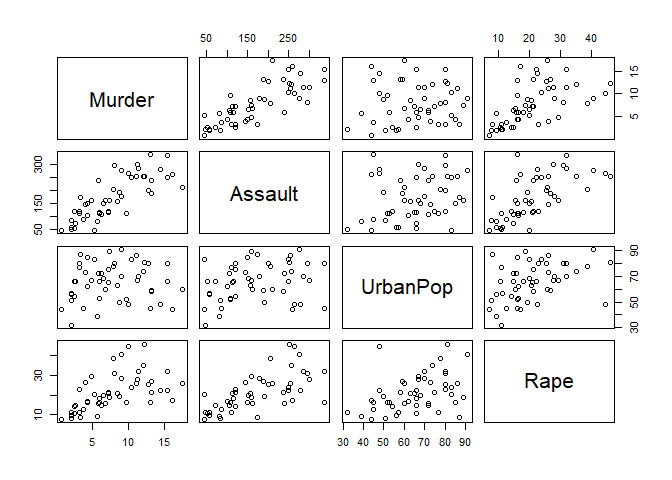 50 150 250
10 20 30 40
Murder
5 10 15
50 150 300
Assault
UrbanPop
30 50 70 90
10 30
Rape
5 10 15
30 40 50 60 70 80 90